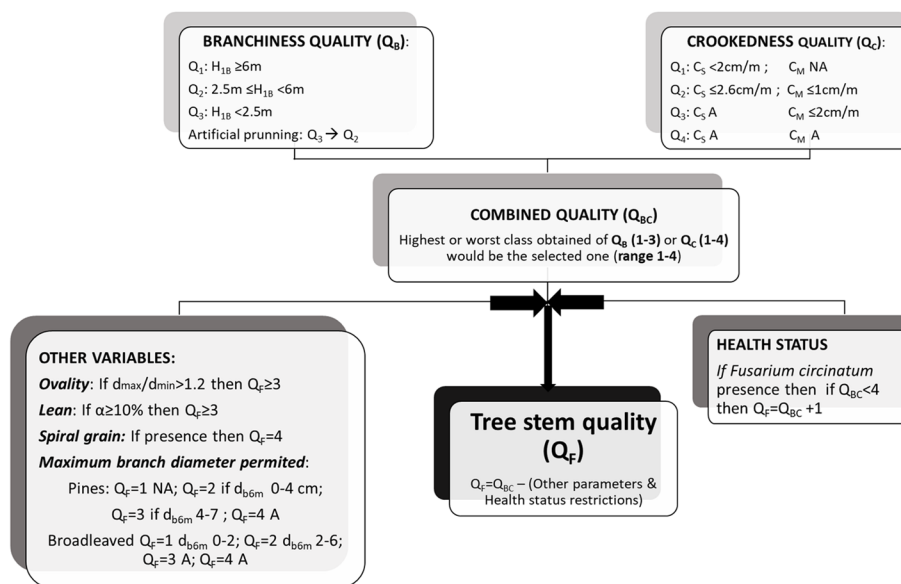 BRANCHINESS QUALITY (QB):
Q1: H1B ≥6m
Q2: 2.5m ≤H1B <6m
Q3: H1B <2.5m
Artificial prunning: Q3 → Q2
CROOKEDNESS QUALITY (QC):
Q1: CS <2cm/m ; CM NA
Q2: CS ≤2.6cm/m ; CM ≤1cm/m
Q3: CS A CM ≤2cm/m
Q4: CS A CM A
COMBINED QUALITY (QBC)
Highest or worst class obtained of QB (1-3) or QC (1-4)
would be the selected one (range 1-4)
OTHER VARIABLES:
Ovality: If dmax/dmin>1.2 then QF≥3
Lean: If α≥10% then QF≥3
Spiral grain: If presence then QF=4
Maximum branch diameter permitted:
Pines: QF=1 NA; QF=2 if db6m 0-4 cm;
QF=3 if db6m 4-7 ; QF=4 A
Broadleaved QF=1 db6m 0-2; QF=2 db6m 2-6;
QF=3 A; QF=4 A
Tree stem quality
(QF)
QF=QBC – (Other parameters &
Health status restrictions)
HEALTH STATUS
If Fusarium circinatum
presence then if QBC<4
then QF=QBC +1